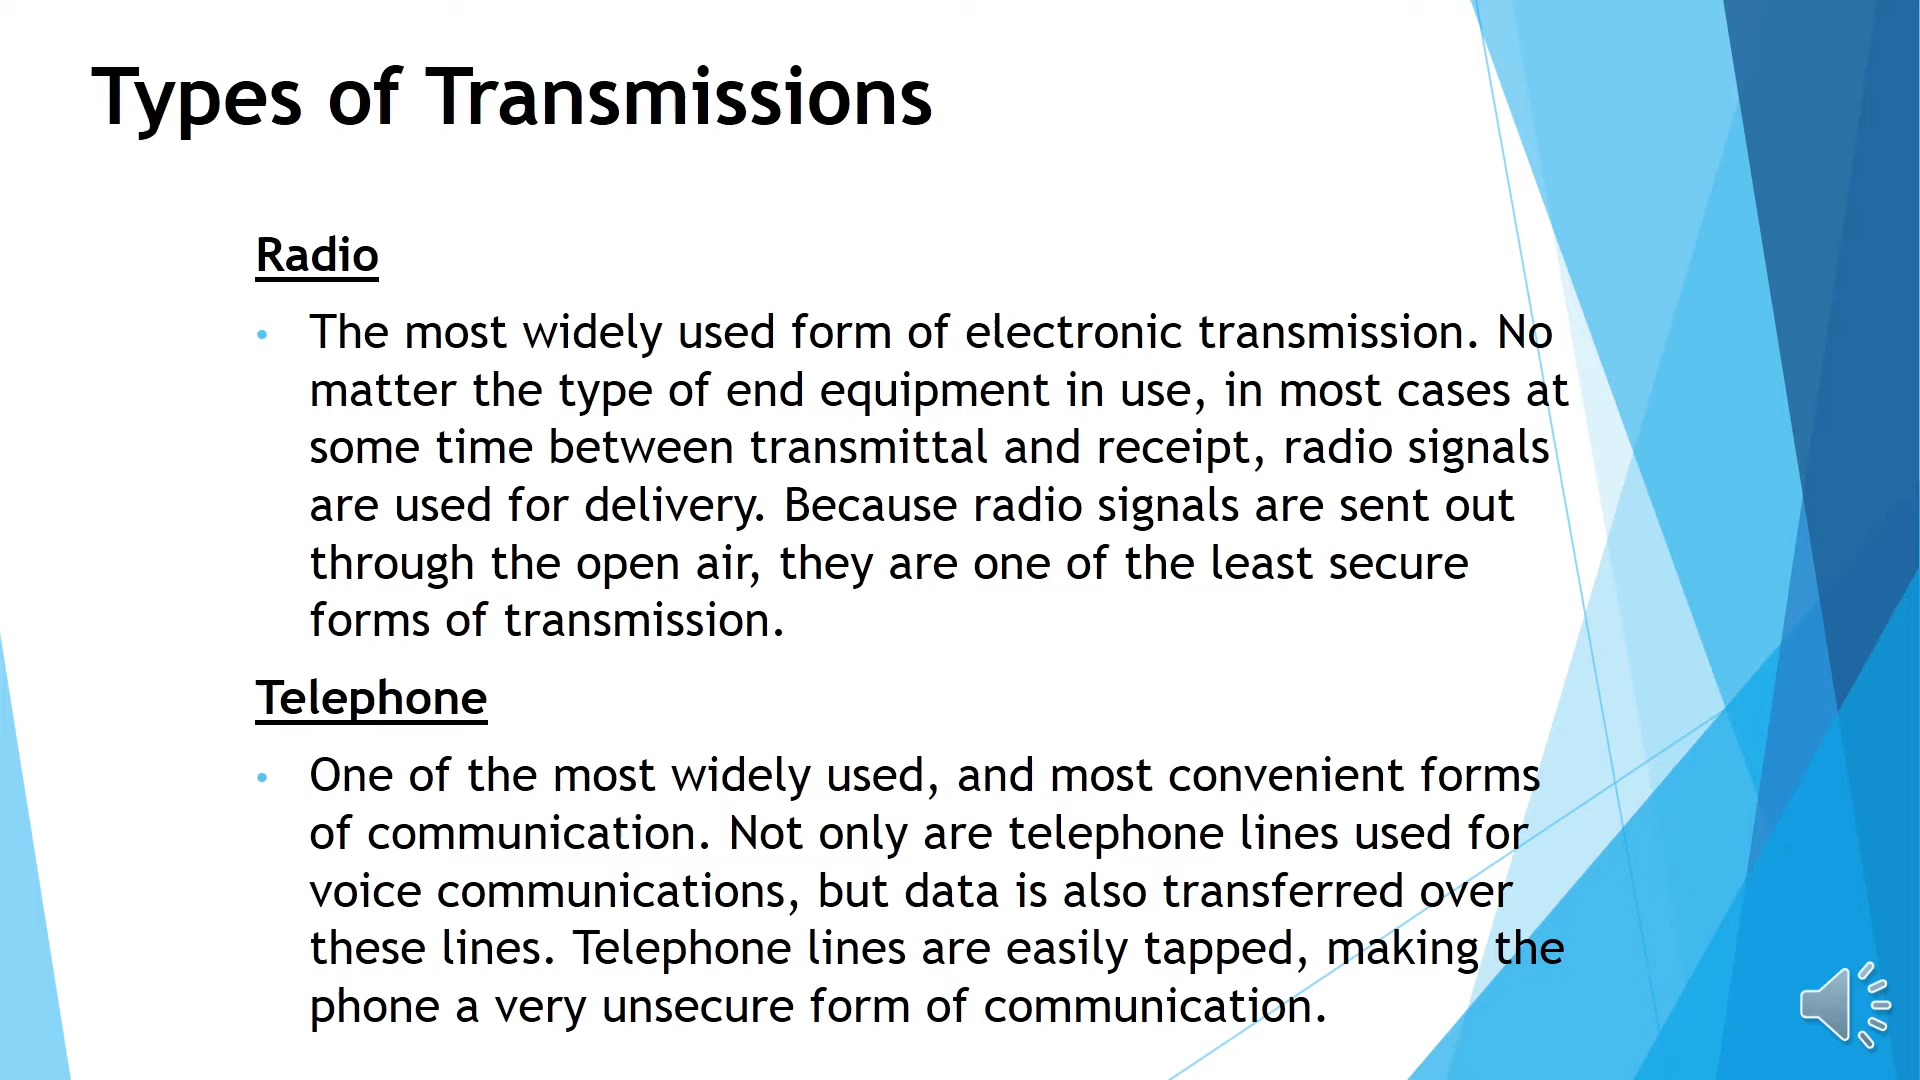 Types of Transmissions
Radio
• The most widely used form of electronic transmission. No
matter the type of end equipment in use, in most cases at
some time between transmittal and receipt, radio signals
are used for delivery. Because radio signals are sent out
through the open air, they are one of the least secure
forms of transmission.
Telephone
• One of the most widely used, and most convenient forms
of communication. Not only are telephone lines used for
voice communications, but data is also transferred over
these lines. Telephone lines are easily tapped, making the
phone a very unsecure form of communication.